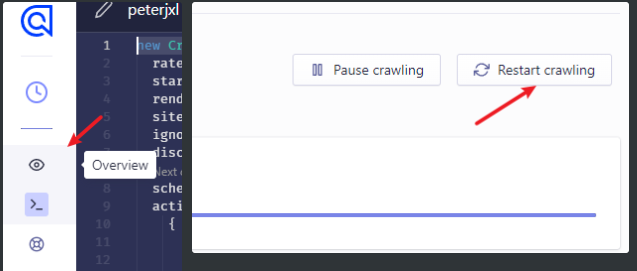 peterjxl
1 new Cr
2 rate
3 star
4 rend
5 site
6 ignc
7 disc
Next c
8 sche
9 acti
10 {
11
12
Overview
Pause crawling
Restart crawling